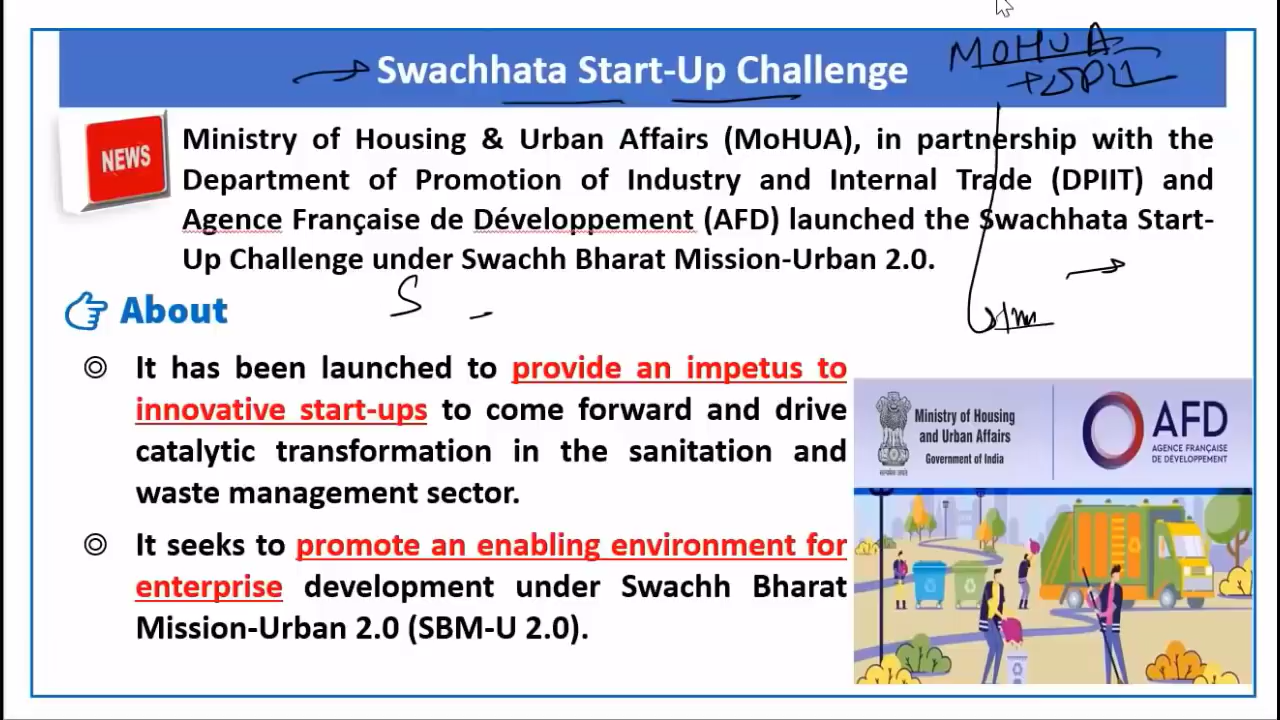 Swachhata Start-Up Challenge
MOHUA
+ DPIIT
NEWS
Ministry of Housing & Urban Affairs (MoHUA), in partnership with the
Department of Promotion of Industry and Internal Trade (DPIIT) and
Agence Française de Développement (AFD) launched the Swachhata Start-
Up Challenge under Swachh Bharat Mission-Urban 2.0.
S
About
It has been launched to provide an impetus to
innovative start-ups to come forward and drive
catalytic transformation in the sanitation and
waste management sector.
It seeks to promote an enabling environment for
enterprise development under Swachh Bharat
Mission-Urban 2.0 (SBM-U 2.0).
Ministry of Housing
and Urban Affairs
Government of India
AFD
AGENCE FRANÇAISE
DE DÉVELOPPEMENT